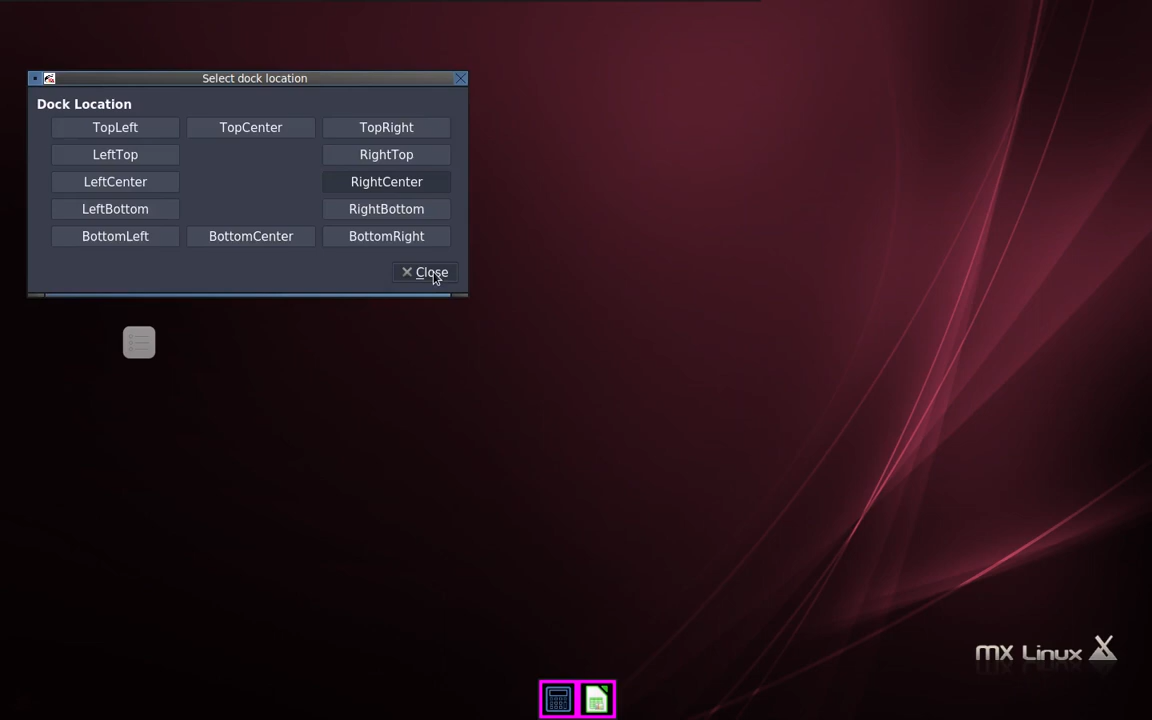 Select dock location
Dock Location
TopLeft TopCenter TopRight
LeftTop RightTop
LeftCenter RightCenter
LeftBottom RightBottom
BottomLeft BottomCenter BottomRight
Close
MX Linux